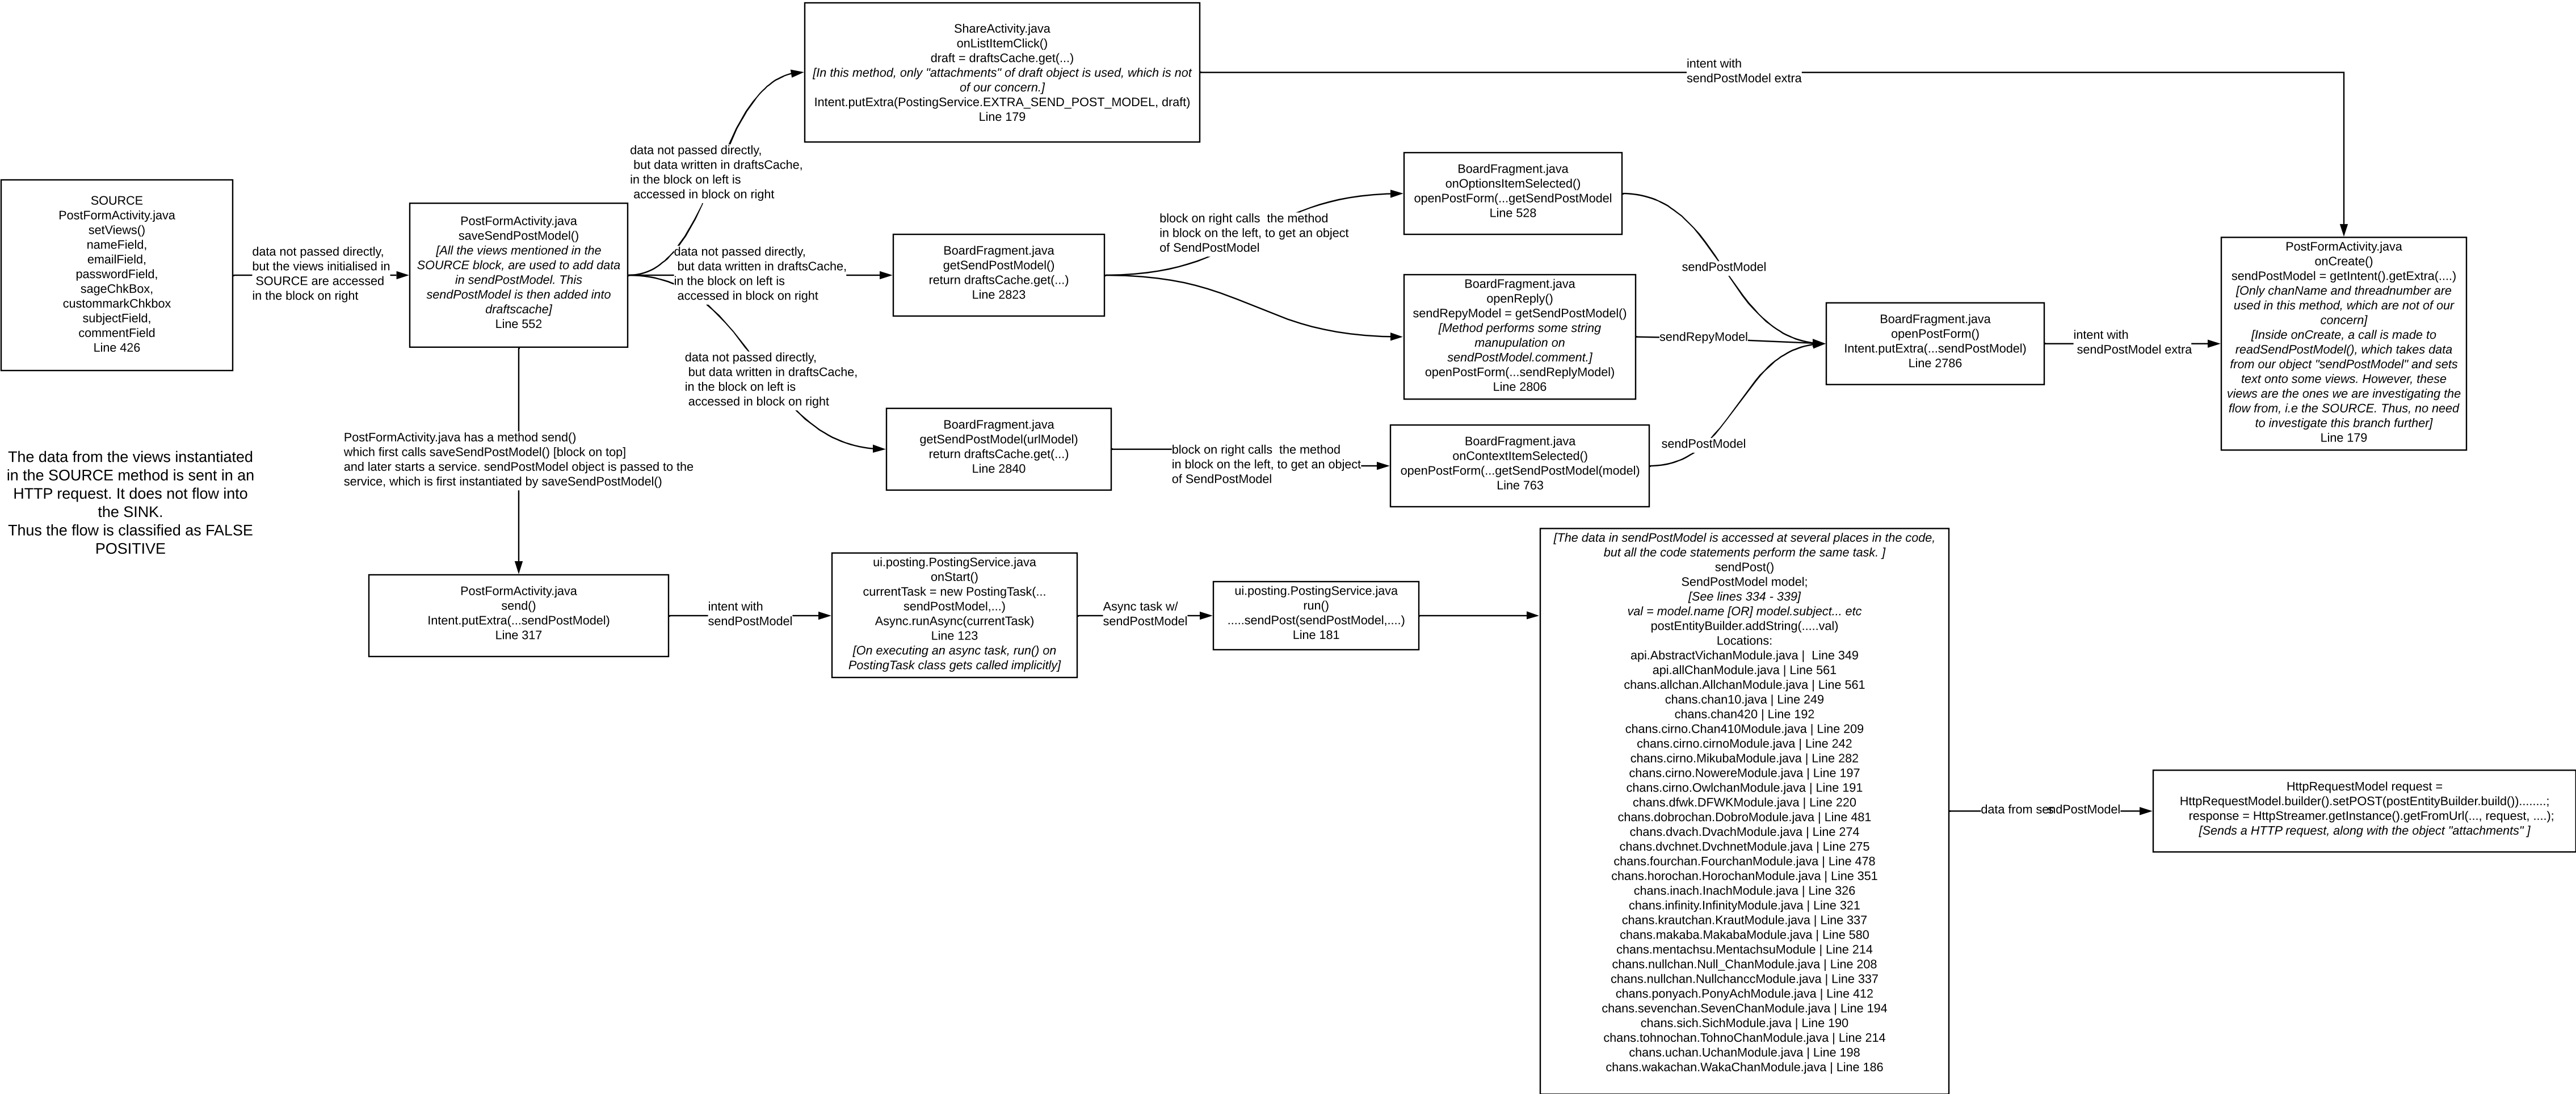 ShareActivity.java
onListItemClick()
draft = draftsCache.get(...)
[In this method, only "attachments" of draft object is used, which is not
of our concern.]
Intent.putExtra(PostingService.EXTRA_SEND_POST_MODEL, draft)
Line 179
intent with
sendPostModel extra
data not passed directly,
but data written in draftsCache,
in the block on left is
accessed in block on right
SOURCE
PostFormActivity.java
setViews()
nameField,
emailField,
passwordField,
sageChkBox,
custommarkChkbox
subjectField,
commentField
Line 426
data not passed directly,
but the views initialised in
SOURCE are accessed
in the block on right
PostFormActivity.java
saveSendPostModel()
[All the views mentioned in the
SOURCE block, are used to add data
in sendPostModel. This
sendPostModel is then added into
draftscache]
Line 552
data not passed directly,
but data written in draftsCache,
in the block on left is
accessed in block on right
BoardFragment.java
getSendPostModel()
return draftsCache.get(...)
Line 2823
block on right calls  the method
in block on the left, to get an object
of SendPostModel
BoardFragment.java
onOptionsItemSelected()
openPostForm(...getSendPostModel
Line 528
sendPostModel
BoardFragment.java
openReply()
sendRepyModel = getSendPostModel()
[Method performs some string
manupulation on
sendPostModel.comment.]
openPostForm(...sendReplyModel)
Line 2806
sendRepyModel
BoardFragment.java
openPostForm()
Intent.putExtra(...sendPostModel)
Line 2786
intent with
sendPostModel extra
PostFormActivity.java
onCreate()
sendPostModel = getIntent().getExtra(....)
[Only chanName and threadnumber are
used in this method, which are not of our
concern]
[Inside onCreate, a call is made to
readSendPostModel(), which takes data
from our object "sendPostModel" and sets
text onto some views. However, these
views are the ones we are investigating the
flow from, i.e the SOURCE. Thus, no need
to investigate this branch further]
Line 179
data not passed directly,
but data written in draftsCache,
in the block on left is
accessed in block on right
BoardFragment.java
getSendPostModel(urlModel)
return draftsCache.get(...)
Line 2840
block on right calls  the method
in block on the left, to get an object
of SendPostModel
BoardFragment.java
onContextItemSelected()
openPostForm(...getSendPostModel(model)
Line 763
sendPostModel
PostFormActivity.java has a method send()
which first calls saveSendPostModel() [block on top]
and later starts a service. sendPostModel object is passed to the
service, which is first instantiated by saveSendPostModel()
The data from the views instantiated
in the SOURCE method is sent in an
HTTP request. It does not flow into
the SINK.
Thus the flow is classified as FALSE
POSITIVE
PostFormActivity.java
send()
Intent.putExtra(...sendPostModel)
Line 317
intent with
sendPostModel
ui.posting.PostingService.java
onStart()
currentTask = new PostingTask(...
sendPostModel,...)
Async.runAsync(currentTask)
Line 123
[On executing an async task, run() on
PostingTask class gets called implicitly]
Async task w/
sendPostModel
ui.posting.PostingService.java
run()
.....sendPost(sendPostModel,....)
Line 181
[The data in sendPostModel is accessed at several places in the code,
but all the code statements perform the same task. ]
sendPost()
SendPostModel model;
[See lines 334 - 339]
val = model.name [OR] model.subject... etc
postEntityBuilder.addString(.....val)
Locations:
api.AbstractVichanModule.java |  Line 349
api.allChanModule.java | Line 561
chans.allchan.AllchanModule.java | Line 561
chans.chan10.java | Line 249
chans.chan420 | Line 192
chans.cirno.Chan410Module.java | Line 209
chans.cirno.cirnoModule.java | Line 242
chans.cirno.MikubaModule.java | Line 282
chans.cirno.NowereModule.java | Line 197
chans.cirno.OwlchanModule.java | Line 191
chans.dfwk.DFWKModule.java | Line 220
chans.dobrochan.DobroModule.java | Line 481
chans.dvach.DvachModule.java | Line 274
chans.dvchnet.DvchnetModule.java | Line 275
chans.fourchan.FourchanModule.java | Line 478
chans.horochan.HorochanModule.java | Line 351
chans.inach.InachModule.java | Line 326
chans.infinity.InfinityModule.java | Line 321
chans.krautchan.KrautModule.java | Line 337
chans.makaba.MakabaModule.java | Line 580
chans.mentachsu.MentachsuModule | Line 214
chans.nullchan.Null_ChanModule.java | Line 208
chans.nullchan.NullchanccModule.java | Line 337
chans.ponyach.PonyAchModule.java | Line 412
chans.sevenchan.SevenChanModule.java | Line 194
chans.sich.SichModule.java | Line 190
chans.tohnochan.TohnoChanModule.java | Line 214
chans.uchan.UchanModule.java | Line 198
chans.wakachan.WakaChanModule.java | Line 186
data from sendPostModel
HttpRequestModel request =
HttpRequestModel.builder().setPOST(postEntityBuilder.build())........;
response = HttpStreamer.getInstance().getFromUrl(..., request, ....);
[Sends a HTTP request, along with the object "attachments" ]